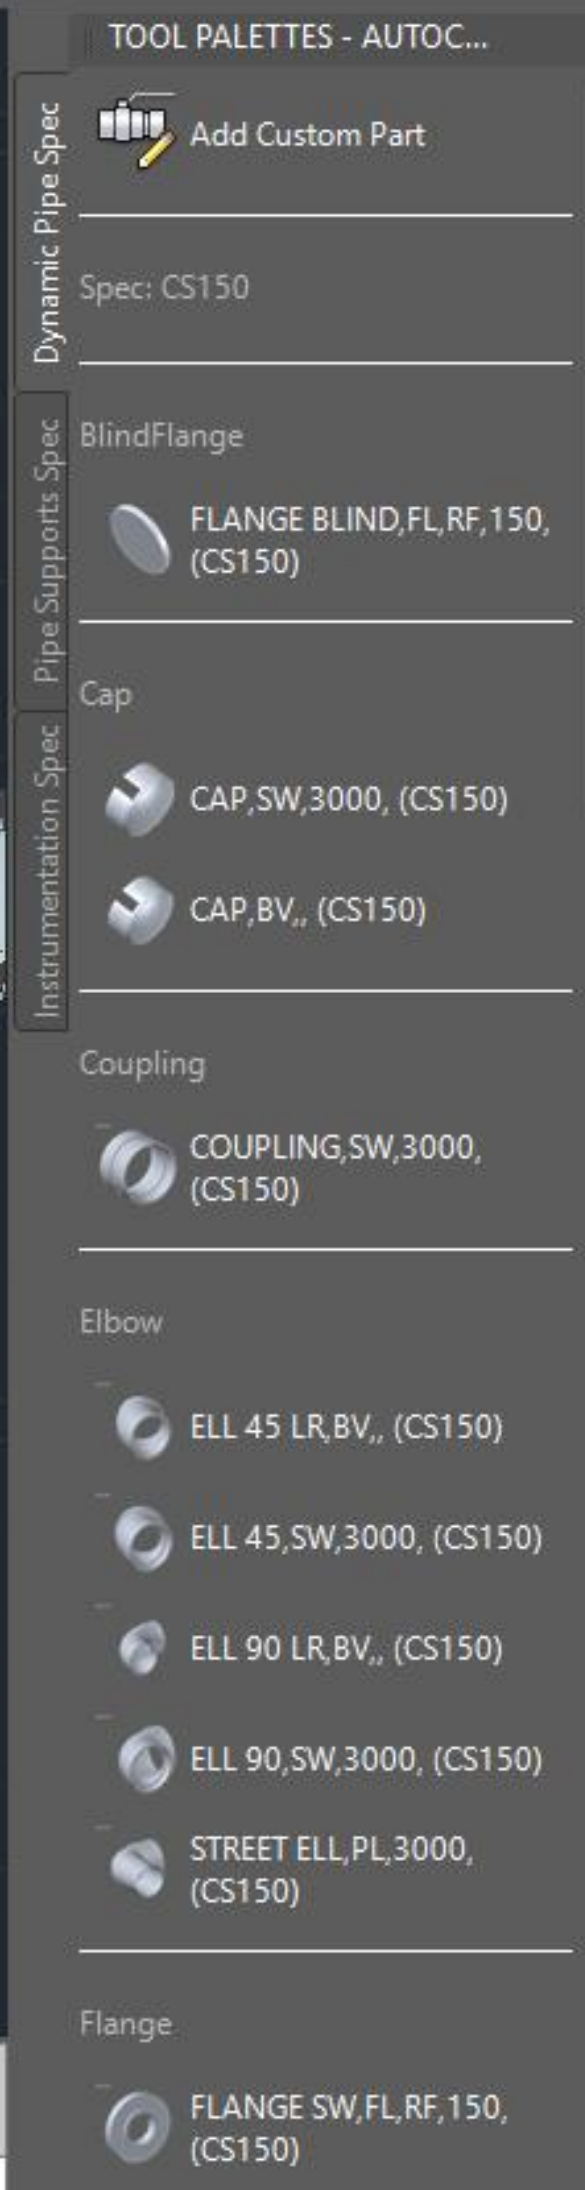 TOOL PALETTES - AUTOC...
Dynamic Pipe Spec
Pipe Supports Spec
Instrumentation Spec
Add Custom Part
Spec: CS150
BlindFlange
FLANGE BLIND,FL,RF,150,
(CS150)
Cap
CAP,SW,3000, (CS150)
CAP,BV,, (CS150)
Coupling
COUPLING,SW,3000,
(CS150)
Elbow
ELL 45 LR,BV,, (CS150)
ELL 45,SW,3000, (CS150)
ELL 90 LR,BV,, (CS150)
ELL 90,SW,3000, (CS150)
STREET ELL,PL,3000,
(CS150)
Flange
FLANGE SW,FL,RF,150,
(CS150)